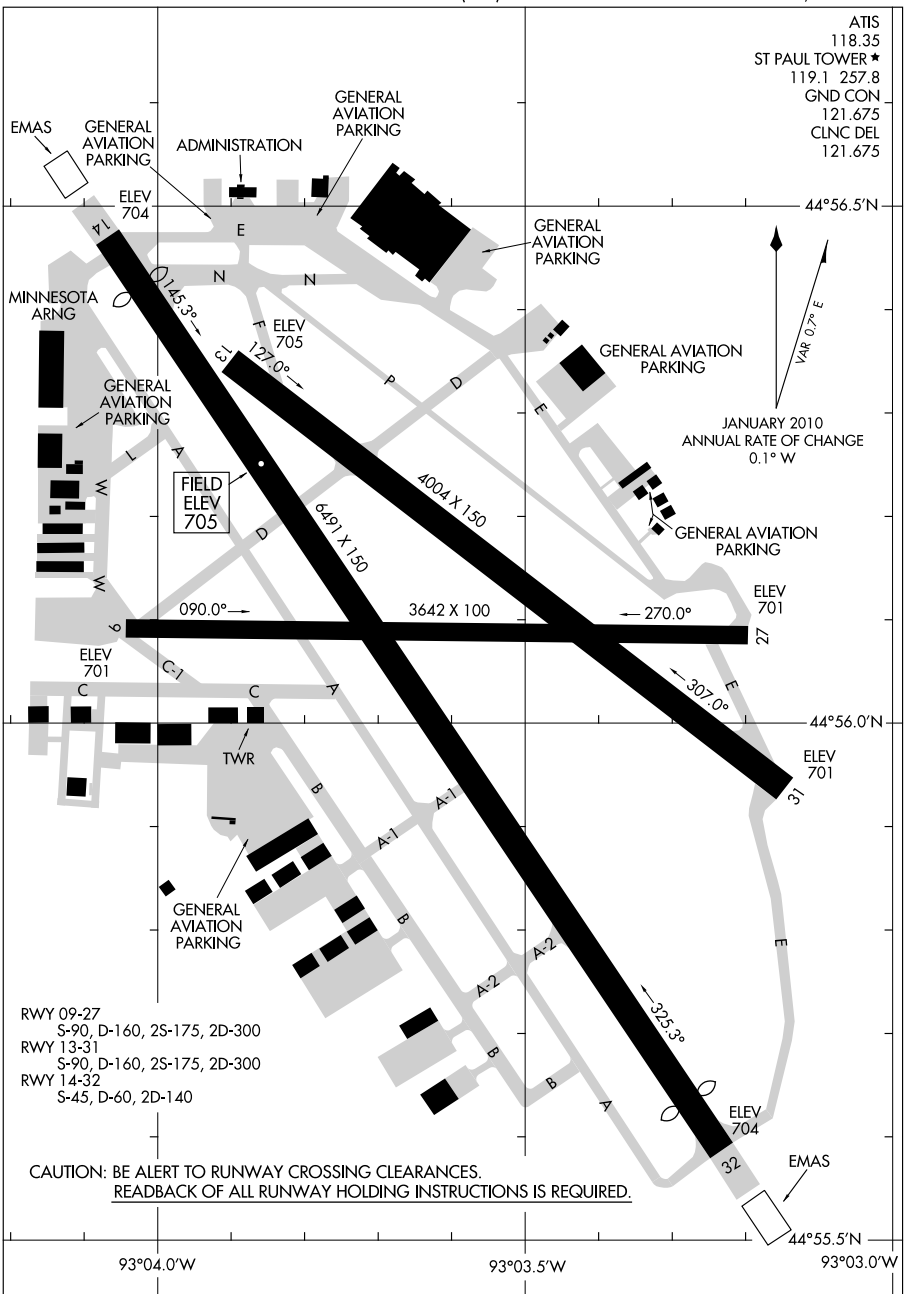 ATIS
118.35
ST PAUL TOWER ★
119.1 257.8
GND CON
121.675
CLNC DEL
121.675
EMAS
GENERAL
AVIATION
PARKING
ADMINISTRATION
GENERAL
AVIATION
PARKING
ELEV
704
14
E
44°56.5'N
GENERAL
AVIATION
PARKING
N
N
145.3°
MINNESOTA
ARNG
F
ELEV
705
13
127.0°
VAR 0.7° E
GENERAL AVIATION
PARKING
P
D
E
JANUARY 2010
ANNUAL RATE OF CHANGE
0.1° W
GENERAL
AVIATION
PARKING
L
A
W
FIELD
ELEV
705
4004 X 150
6491 X 150
D
GENERAL AVIATION
PARKING
W
090.0°
3642 X 100
270.0°
ELEV
701
9
27
ELEV
701
C-1
C
C
A
E
307.0°
44°56.0'N
TWR
ELEV
701
31
B
A-1
A-1
GENERAL
AVIATION
PARKING
B
E
A-2
A-2
325.3°
RWY 09-27
S-90, D-160, 2S-175, 2D-300
RWY 13-31
S-90, D-160, 2S-175, 2D-300
RWY 14-32
S-45, D-60, 2D-140
B
B
A
ELEV
704
32
EMAS
CAUTION: BE ALERT TO RUNWAY CROSSING CLEARANCES.
READBACK OF ALL RUNWAY HOLDING INSTRUCTIONS IS REQUIRED.
44°55.5'N
93°04.0'W
93°03.5'W
93°03.0'W